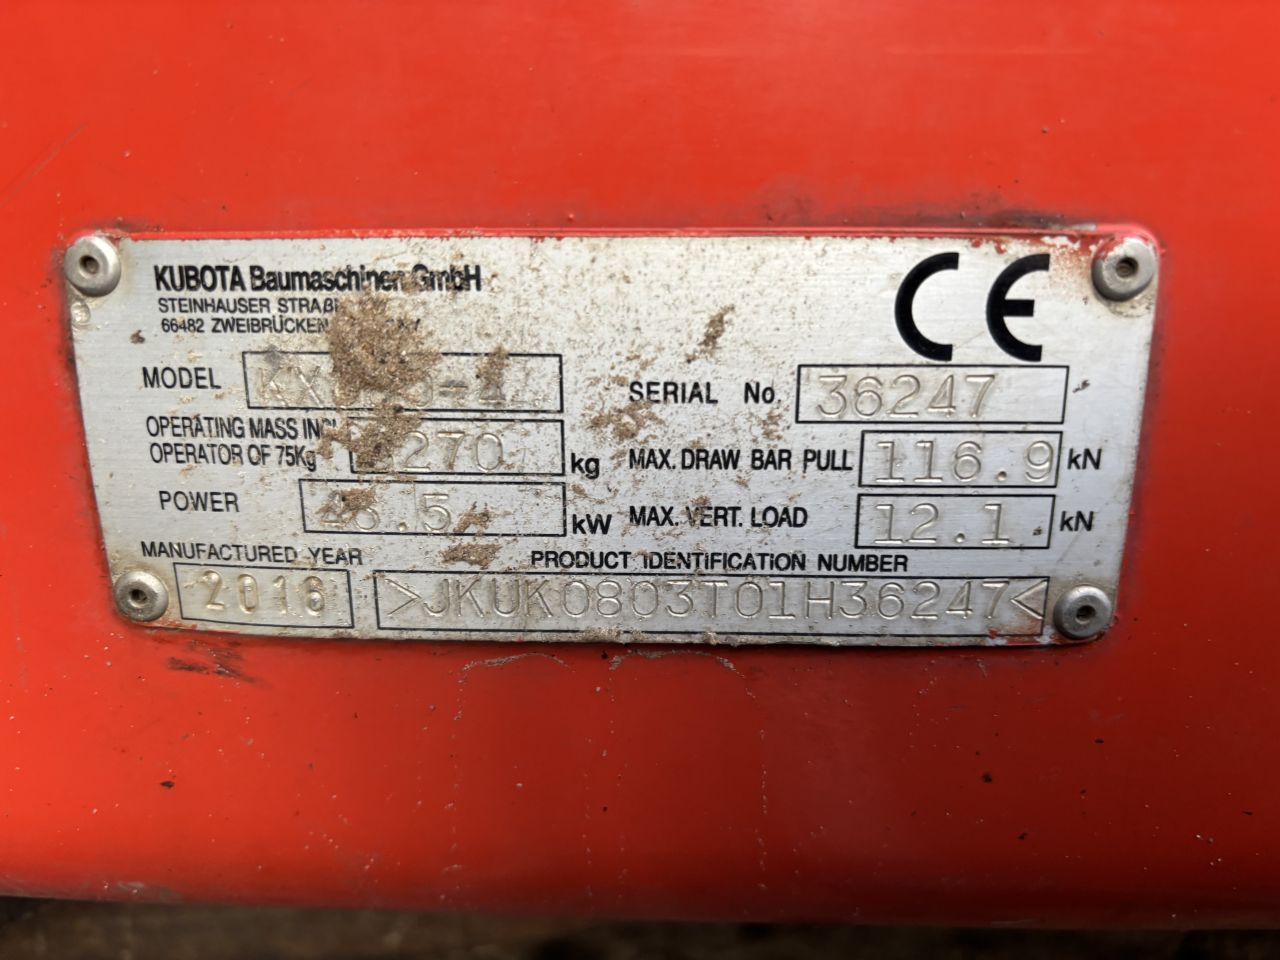 KUBOTA Baumaschinen GmbH
STEINHAUSER
66482 ZWEIBRÜCKEN
CE
MODEL
SERIAL No. 36247
OPERATING MASS INCL
OPERATOR OF 75Kg kg
MAX. DRAW BAR PULL 116.9 kN
POWER kW
MAX. VERT. LOAD 12.1 kN
MANUFACTURED YEAR
2016
PRODUCT IDENTIFICATION NUMBER
>JKUK0803T01H36247<